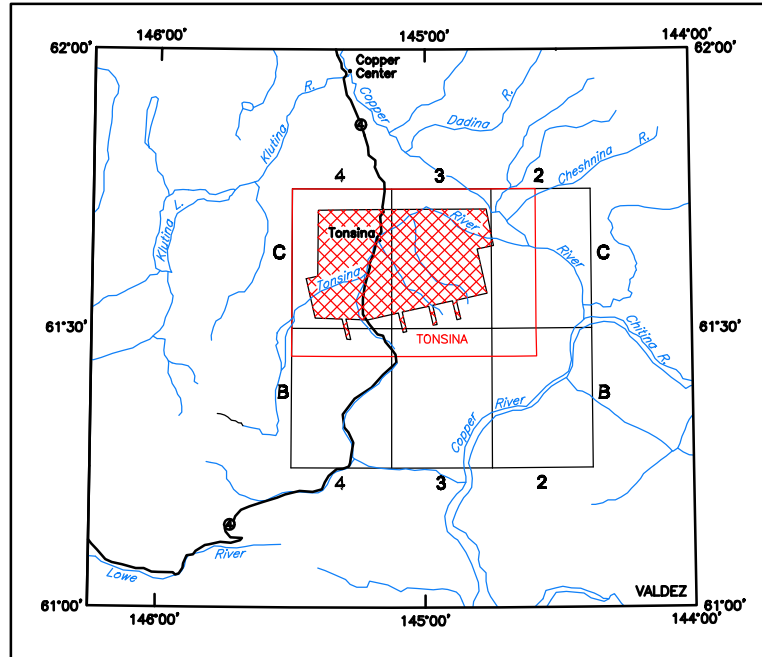 146°00'
145°00'
144°00'
62°00'
62°00'
Copper
Center
R.
Copper
Dadina
R.
4
Klutina
Cheshnina
R.
4
3
2
Klutina L.
River
Tonsina
C
River
C
Tonsina
61°30'
61°30'
TONSINA
Chitina R.
B
B
River
Copper
4
3
2
4
River
Lowe
VALDEZ
61°00'
61°00'
146°00'
145°00'
144°00'